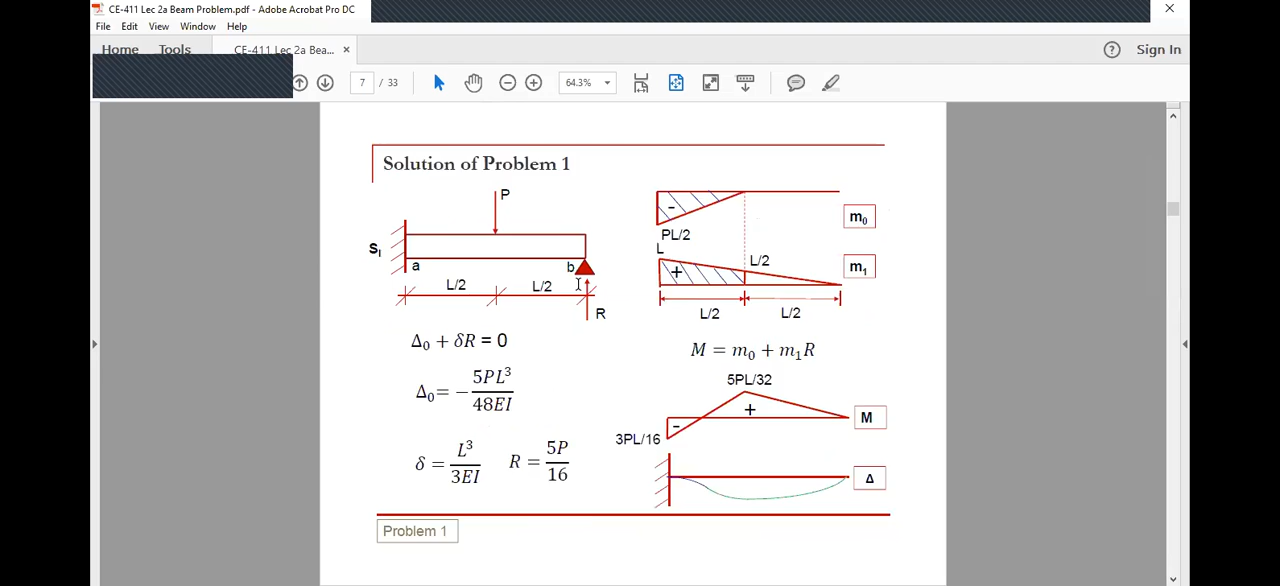 CE-411 Lec 2a Beam Problem.pdf - Adobe Acrobat Pro DC
File Edit View Window Help
Home Tools CE-411 Lec 2a Bea... × Sign In
7 / 33 64.3%
Solution of Problem 1
P
S₁
a
b
L/2 L/2
R
Δ₀ + δR = 0
Δ₀ = − 5PL³/48EI
δ = L³/3EI R = 5P/16
-
m₀
PL/2
L
L/2
+
m₁
L/2 L/2
M = m₀ + m₁R
5PL/32
+
-
M
3PL/16
Δ
Problem 1